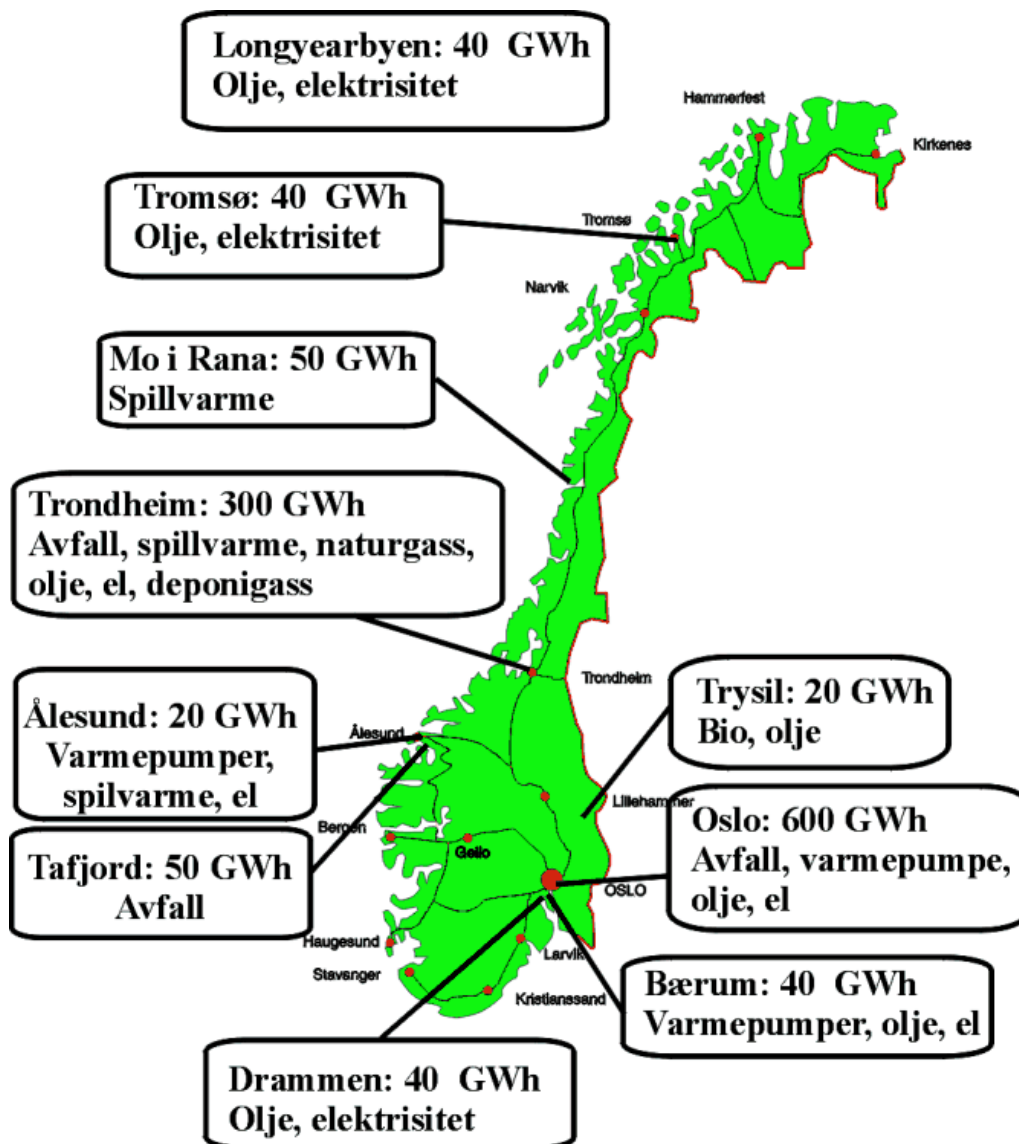 Longyearbyen: 40 GWh
Olje, elektrisitet
Hammerfest
Kirkenes
Tromsø: 40 GWh
Olje, elektrisitet
Tromsø
Narvik
Mo i Rana: 50 GWh
Spillvarme
Trondheim: 300 GWh
Avfall, spillvarme, naturgass,
olje, el, deponigass
Trondheim
Ålesund: 20 GWh
Varmepumper,
spilvarme, el
Ålesund
Trysil: 20 GWh
Bio, olje
Lillehammer
Bergen
Geilo
Tafjord: 50 GWh
Avfall
Oslo: 600 GWh
Avfall, varmepumpe,
olje, el
OSLO
Haugesund
Larvik
Stavanger
Kristianssand
Bærum: 40 GWh
Varmepumper, olje, el
Drammen: 40 GWh
Olje, elektrisitet